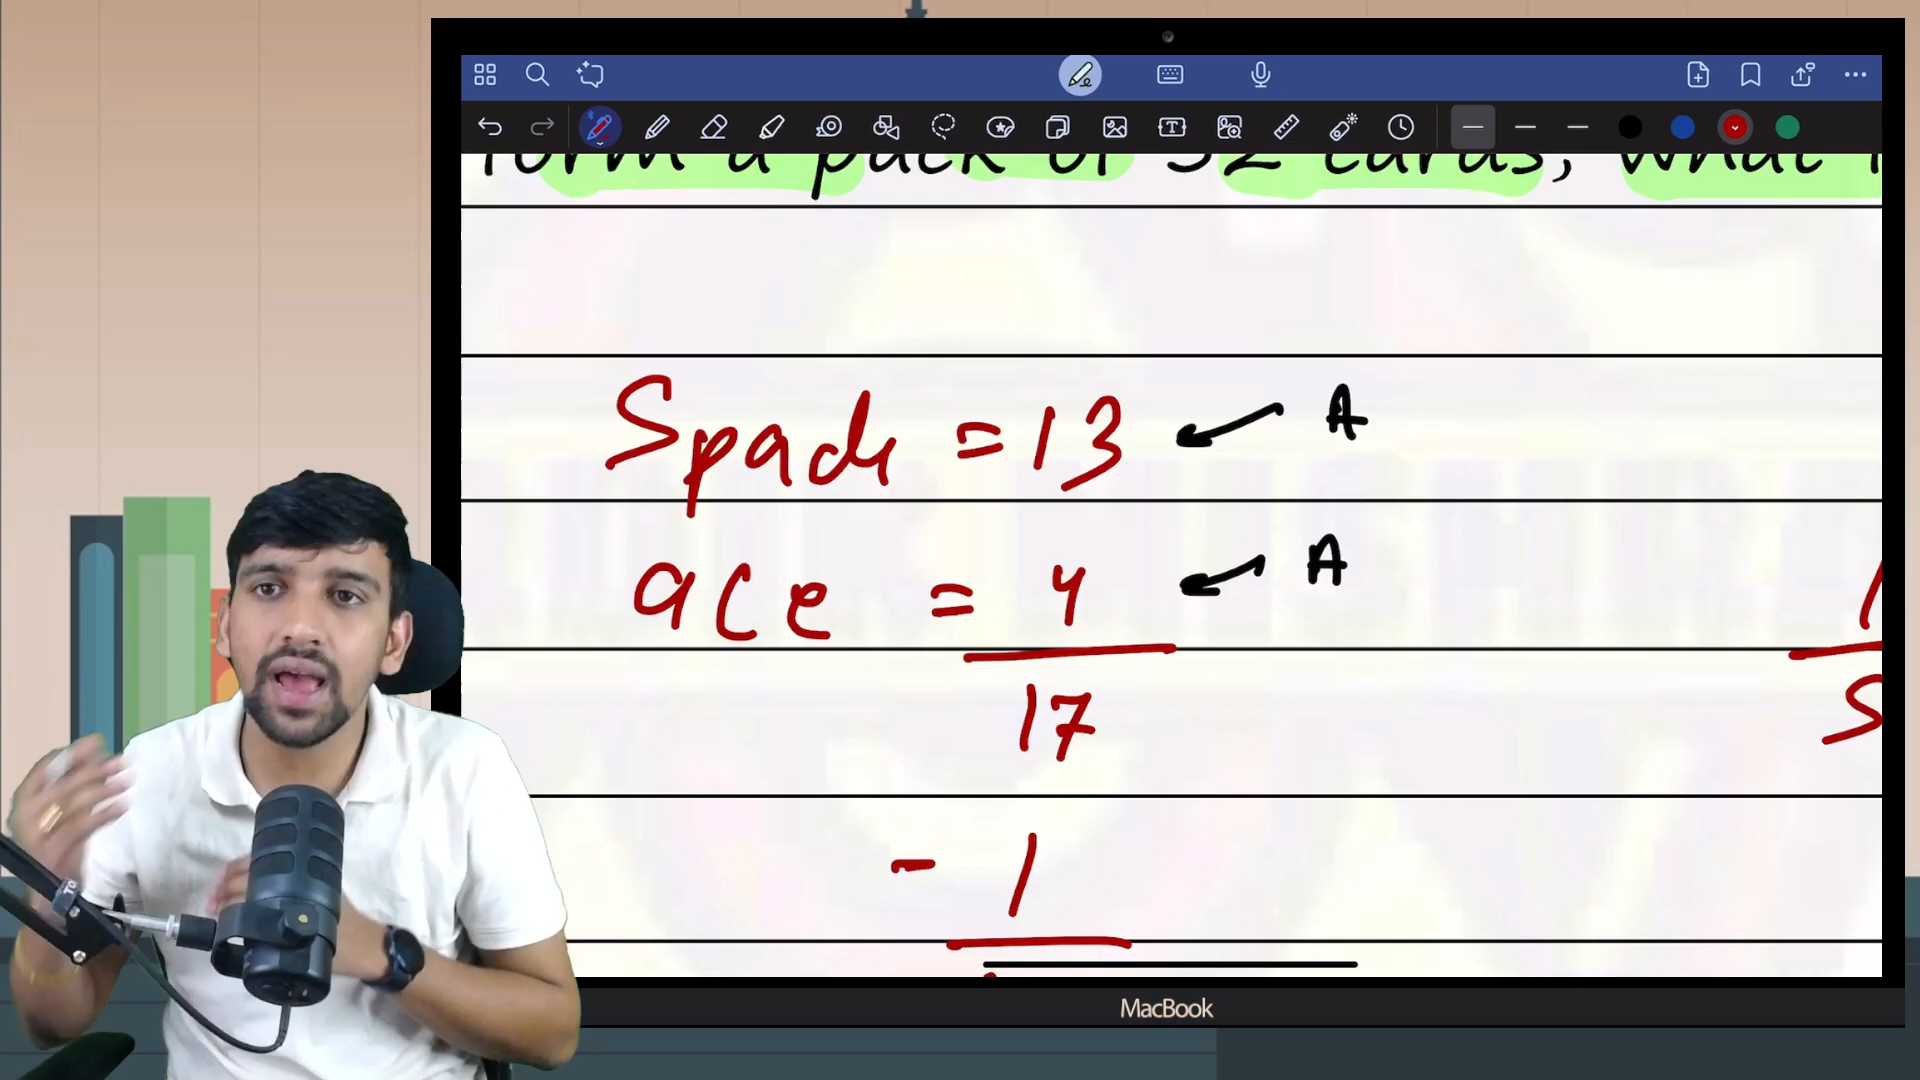 form a pack of 52 cards, what
Spade = 13 A
ace = 4 A
17
- 1
MacBook